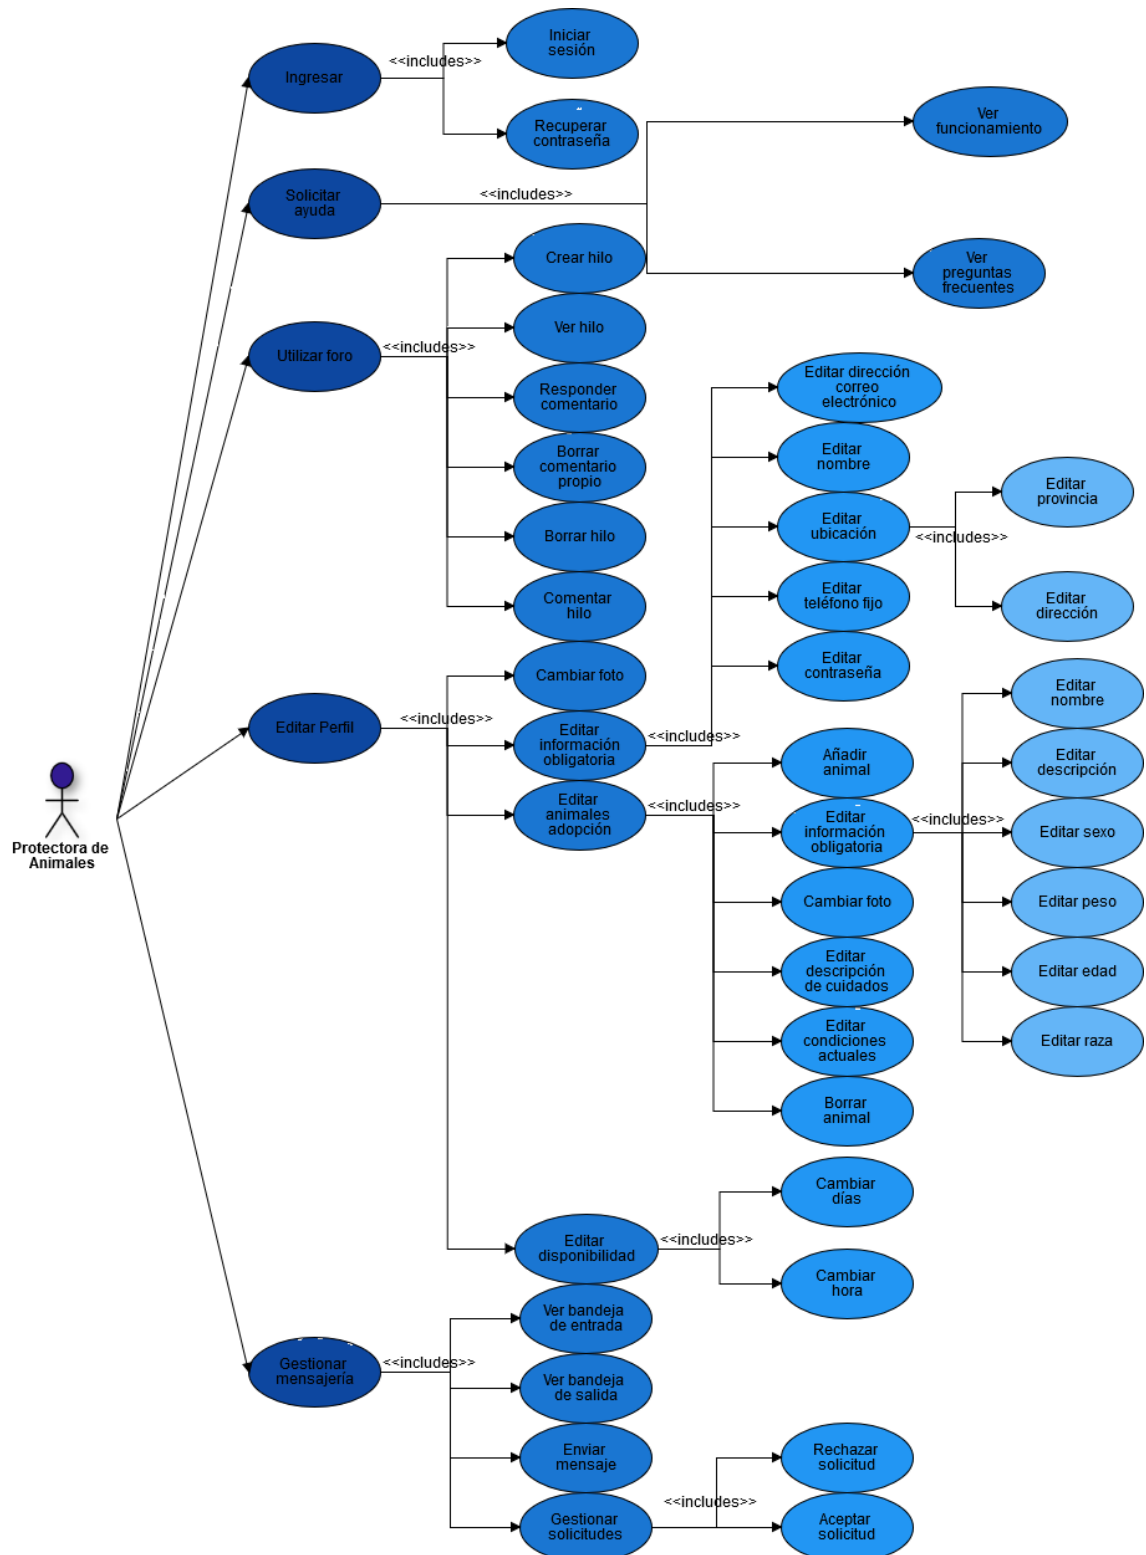 Iniciar
sesión
<<includes>>
Ingresar
Recuperar
contraseña
Ver
funcionamiento
Solicitar
ayuda
<<includes>>
Ver
preguntas
frecuentes
Crear hilo
Ver hilo
Utilizar foro
<<includes>>
Responder
comentario
Borrar
comentario
propio
Borrar hilo
Comentar
hilo
Editar dirección
correo
electrónico
Editar
nombre
Editar
ubicación
<<includes>>
Editar
provincia
Editar
dirección
Editar
teléfono fijo
Editar
contraseña
Cambiar foto
Editar Perfil
<<includes>>
Editar
información
obligatoria
<<includes>>
Editar
animales
adopción
<<includes>>
Añadir
animal
Editar
información
obligatoria
<<includes>>
Editar
nombre
Editar
descripción
Editar sexo
Editar peso
Editar edad
Editar raza
Cambiar foto
Editar
descripción
de cuidados
Editar
condiciones
actuales
Borrar
animal
Protectora de
Animales
Editar
disponibilidad
<<includes>>
Cambiar
días
Cambiar
hora
Ver bandeja
de entrada
Gestionar
mensajería
<<includes>>
Ver bandeja
de salida
Enviar
mensaje
Gestionar
solicitudes
<<includes>>
Rechazar
solicitud
Aceptar
solicitud